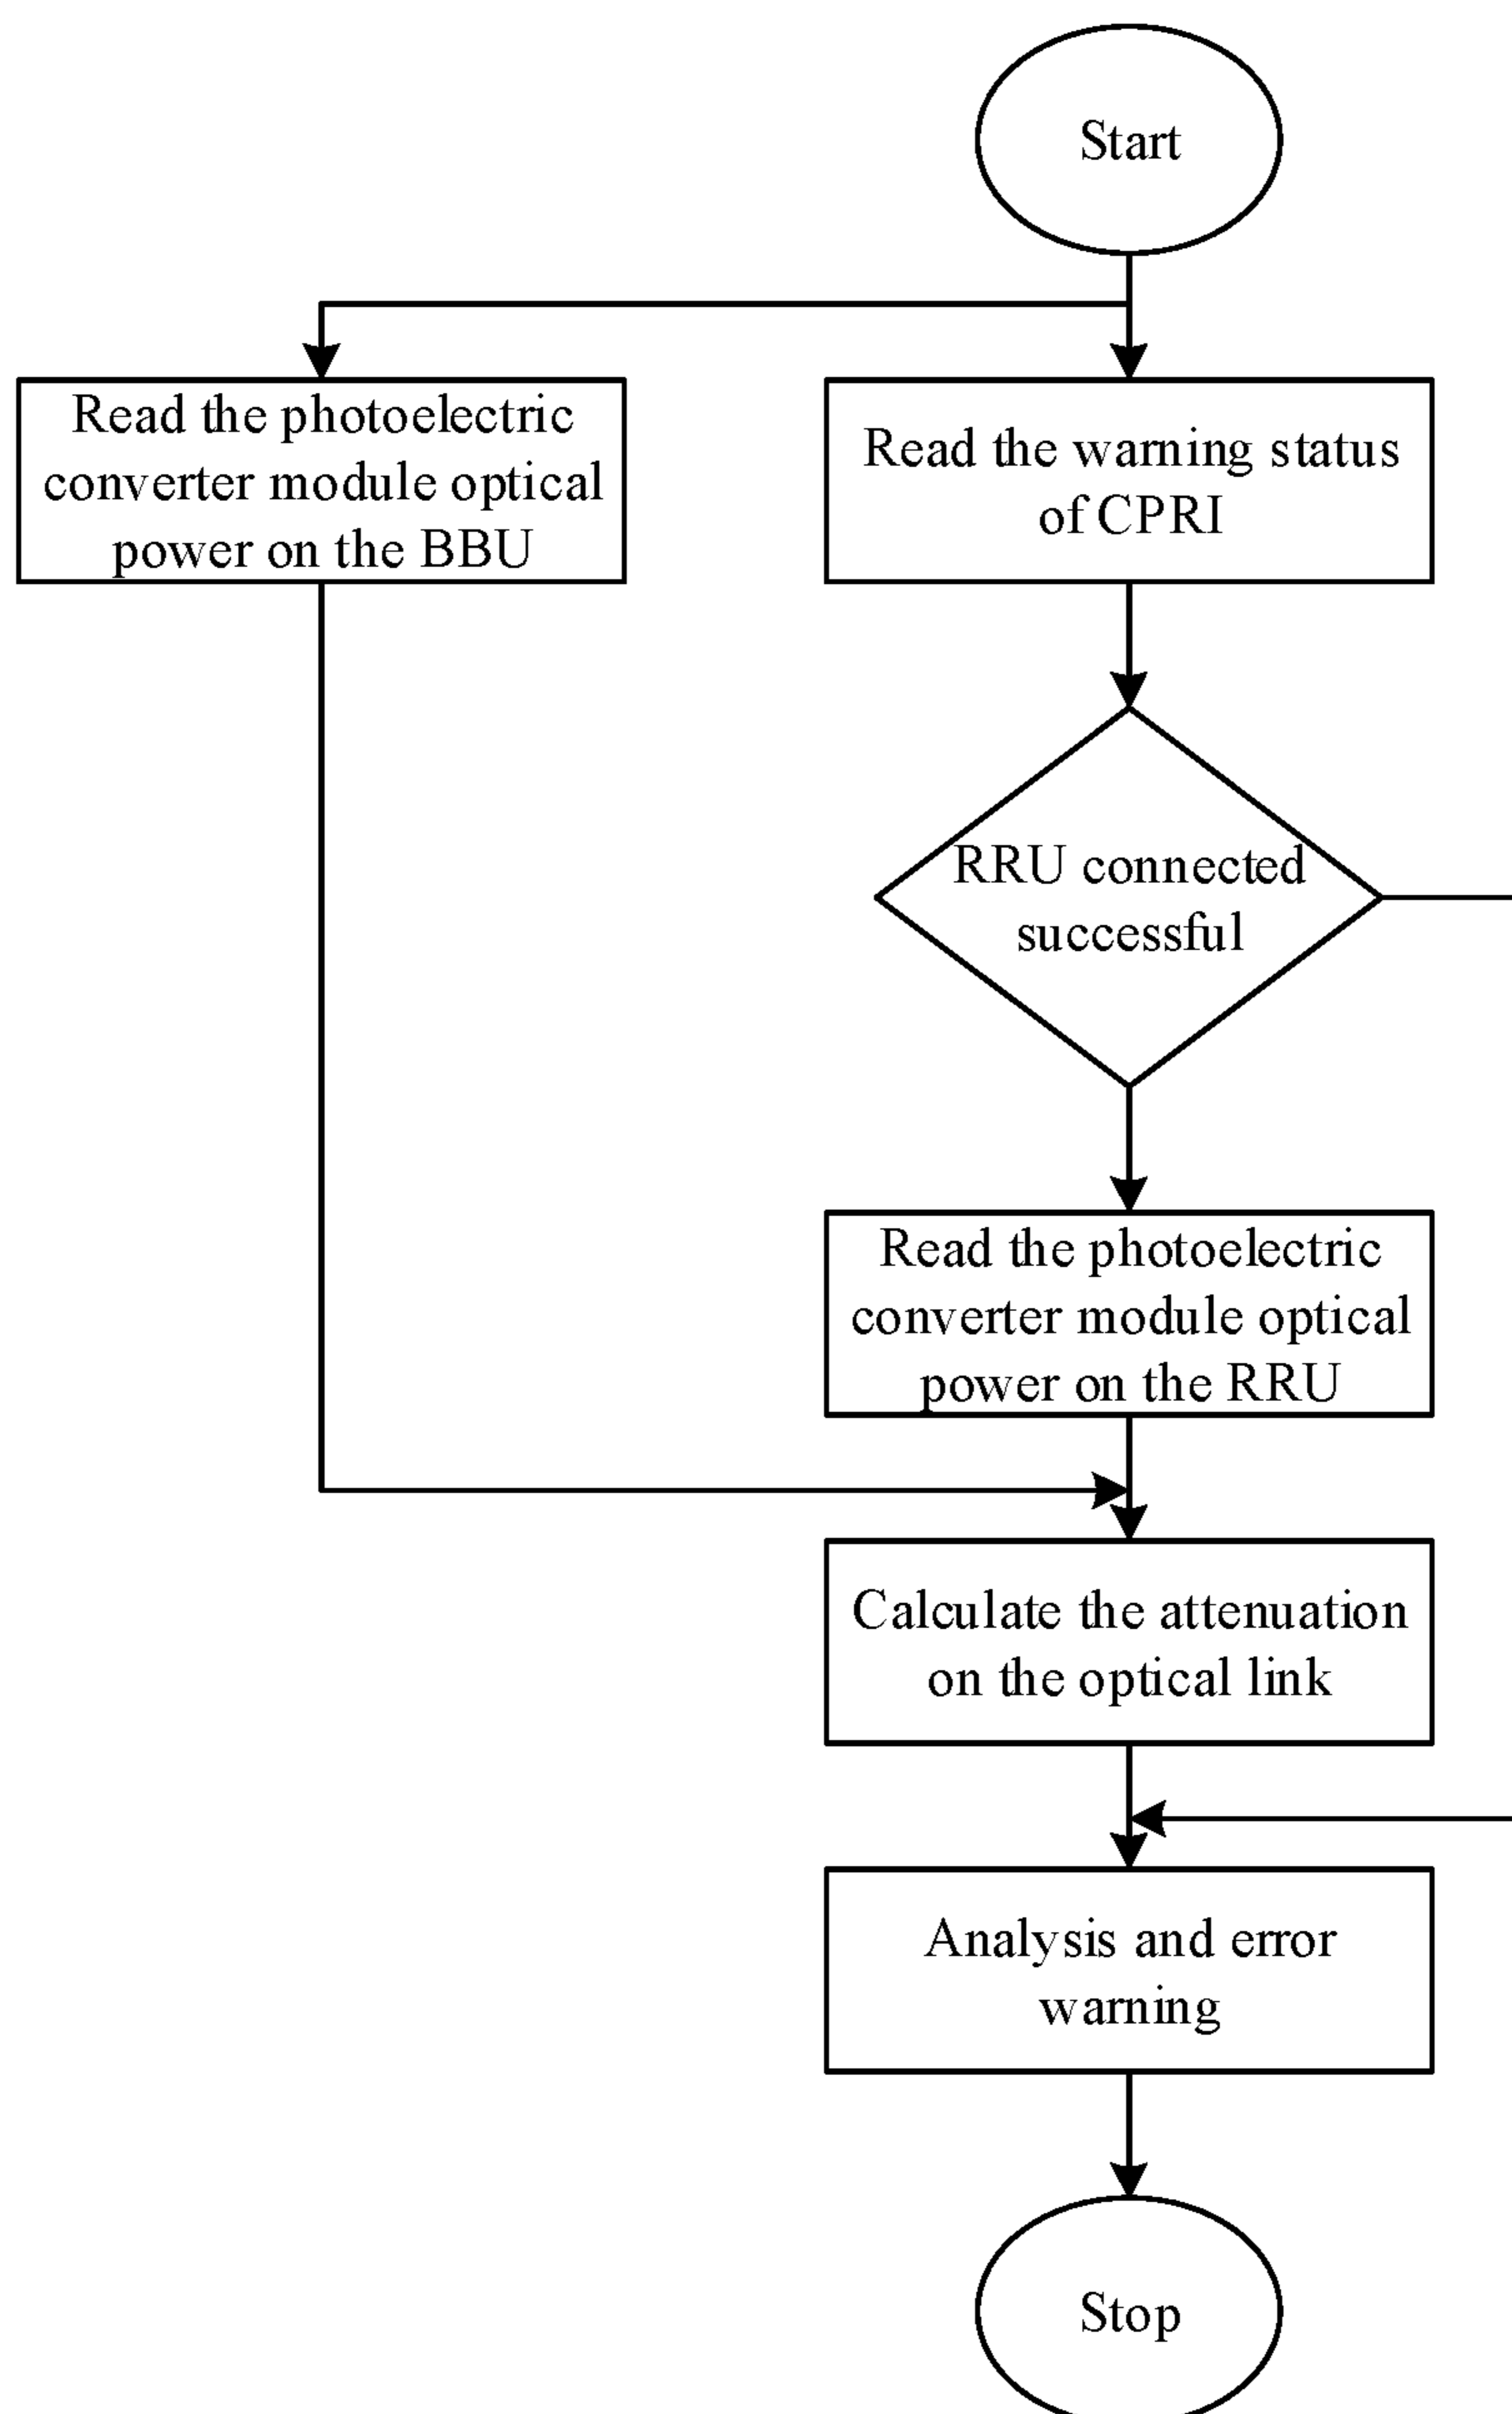 Start
Read the photoelectric
converter module optical
power on the BBU
Read the warning status
of CPRI
RRU connected
successful
Read the photoelectric
converter module optical
power on the RRU
Calculate the attenuation
on the optical link
Analysis and error
warning
Stop